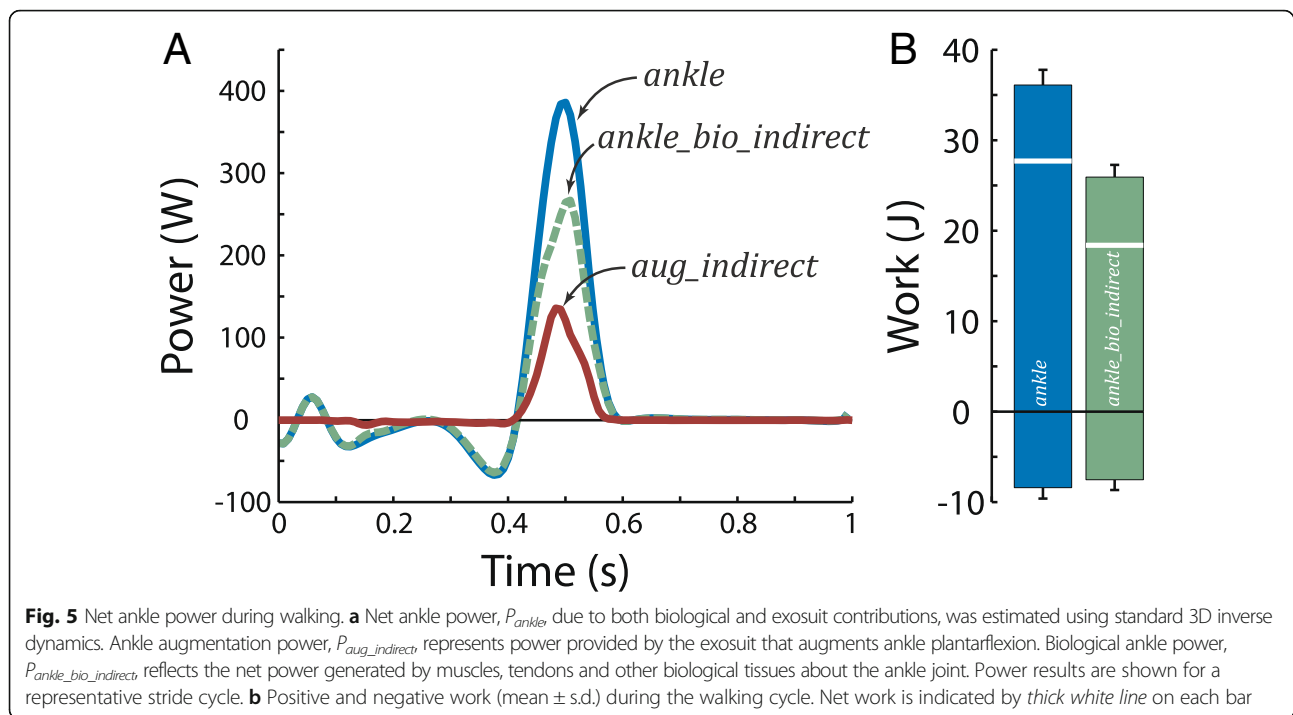 A
B
400
300
200
100
0
-100
Power (W)
0
0.2
0.4
0.6
0.8
1
Time (s)
ankle
ankle_bio_indirect
aug_indirect
40
30
20
10
0
-10
Work (J)
ankle
ankle_bio_indirect
Fig. 5 Net ankle power during walking. a Net ankle power, P_ankle, due to both biological and exosuit contributions, was estimated using standard 3D inverse
dynamics. Ankle augmentation power, P_aug_indirect, represents power provided by the exosuit that augments ankle plantarflexion. Biological ankle power,
P_ankle_bio_indirect, reflects the net power generated by muscles, tendons and other biological tissues about the ankle joint. Power results are shown for a
representative stride cycle. b Positive and negative work (mean ± s.d.) during the walking cycle. Net work is indicated by thick white line on each bar